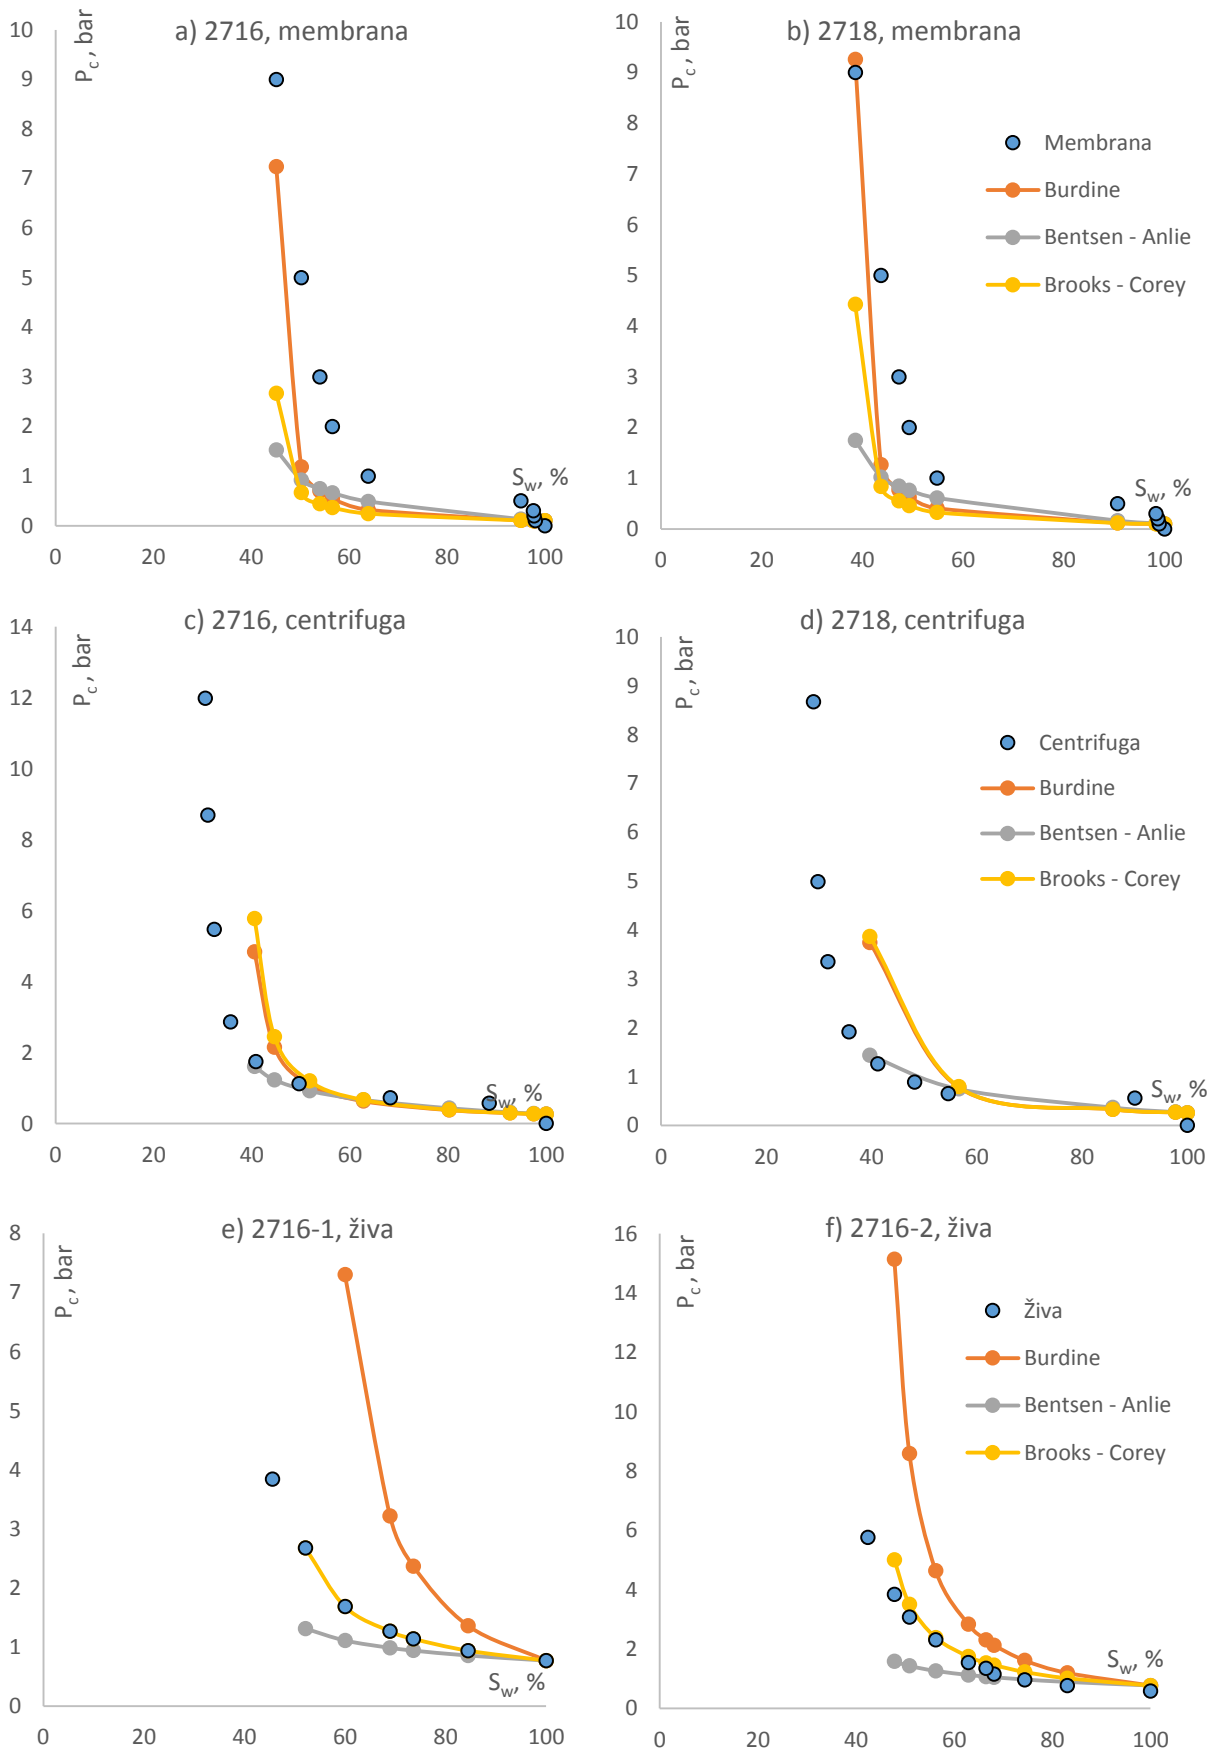 a) 2716, membrana
P_c, bar
10
9
8
7
6
5
4
3
2
1
0
S_w, %
0 20 40 60 80 100
b) 2718, membrana
P_c, bar
10
9
8
7
6
5
4
3
2
1
0
Membrana
Burdine
Bentsen - Anlie
Brooks - Corey
S_w, %
0 20 40 60 80 100
c) 2716, centrifuga
P_c, bar
14
12
10
8
6
4
2
0
S_w, %
0 20 40 60 80 100
d) 2718, centrifuga
P_c, bar
10
9
8
7
6
5
4
3
2
1
0
Centrifuga
Burdine
Bentsen - Anlie
Brooks - Corey
S_w, %
0 20 40 60 80 100
e) 2716-1, živa
P_c, bar
8
7
6
5
4
3
2
1
0
S_w, %
0 20 40 60 80 100
f) 2716-2, živa
P_c, bar
16
14
12
10
8
6
4
2
0
Živa
Burdine
Bentsen - Anlie
Brooks - Corey
S_w, %
0 20 40 60 80 100